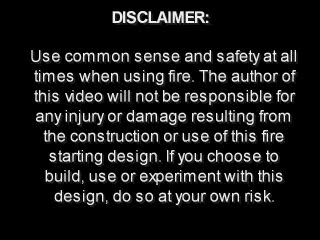 DISCLAIMER:
Use common sense and safety at all
times when using fire. The author of
this video will not be responsible for
any injury or damage resulting from
the construction or use of this fire
starting design. If you choose to
build, use or experiment with this
design, do so at your own risk.